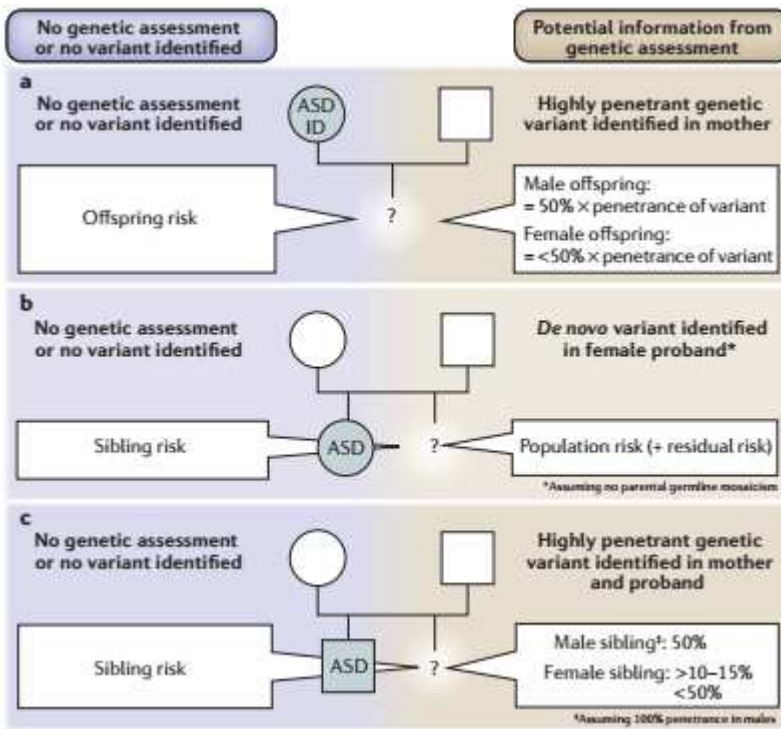 No genetic assessment
or no variant identified
Potential information from
genetic assessment
a
No genetic assessment
or no variant identified
ASD
ID
Highly penetrant genetic
variant identified in mother
Offspring risk
?
Male offspring:
= 50% × penetrance of variant
Female offspring:
= <50% × penetrance of variant
b
No genetic assessment
or no variant identified
De novo variant identified
in female proband*
Sibling risk
ASD
?
Population risk (+ residual risk)
*Assuming no parental germline mosaicism
c
No genetic assessment
or no variant identified
Highly penetrant genetic
variant identified in mother
and proband
Sibling risk
ASD
?
Male sibling‡: 50%
Female sibling: >10–15%
<50%
‡Assuming 100% penetrance in males